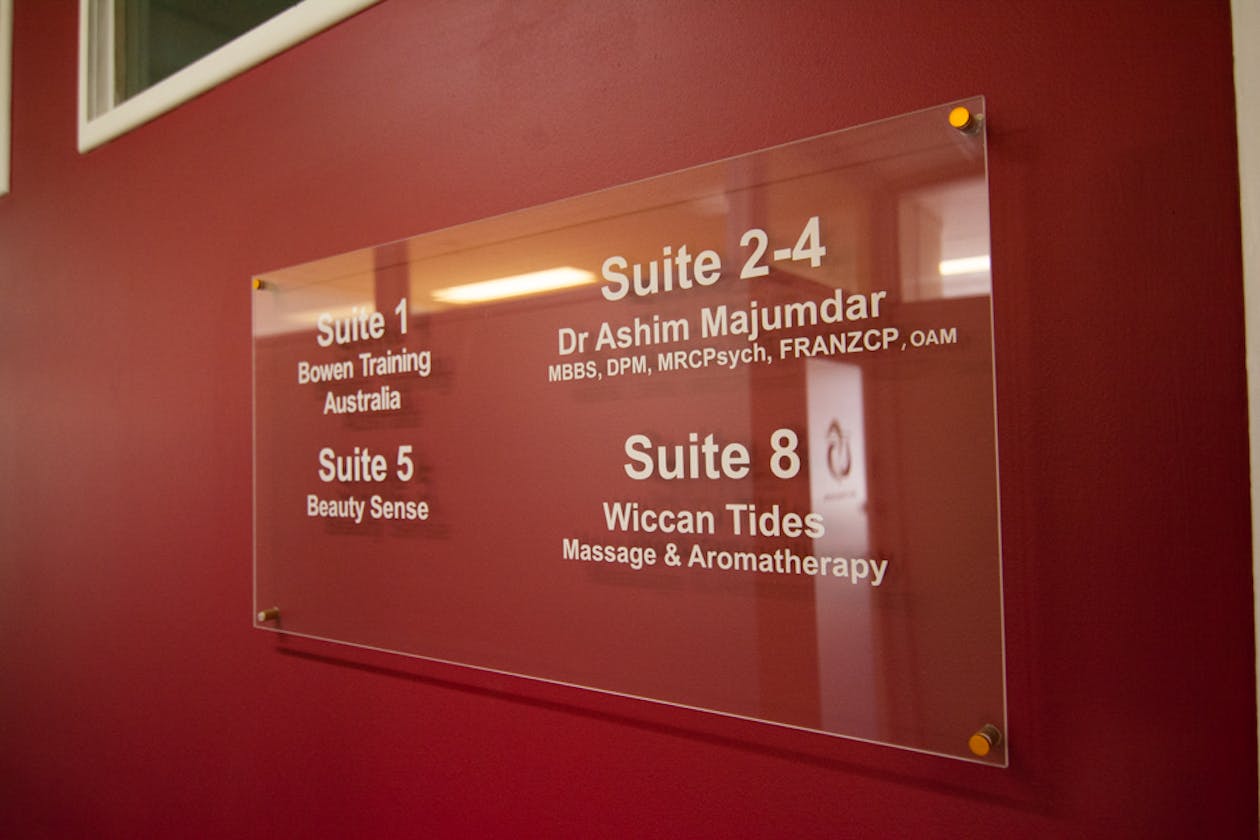 Suite 1
Bowen Training
Australia
Suite 5
Beauty Sense
Suite 2-4
Dr Ashim Majumdar
MBBS, DPM, MRCPsych, FRANZCP, OAM
Suite 8
Wiccan Tides
Massage & Aromatherapy